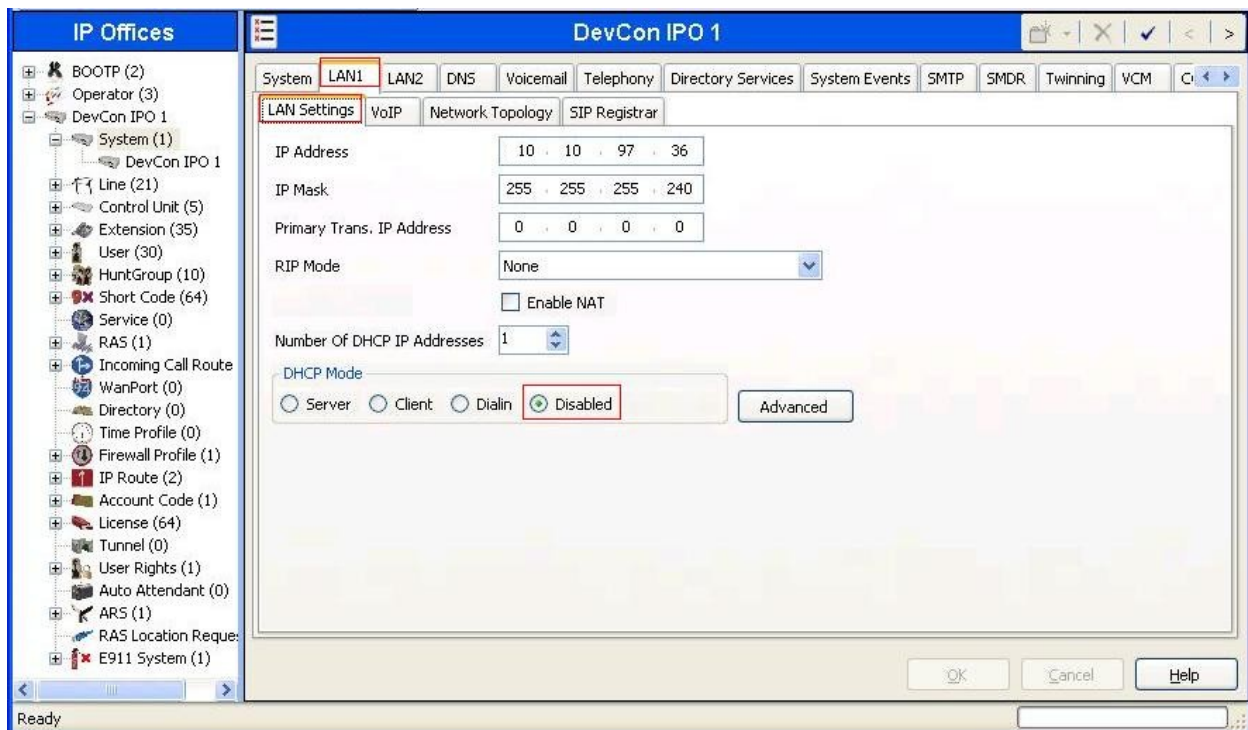 IP Offices
BOOTP (2)
Operator (3)
DevCon IPO 1
System (1)
DevCon IPO 1
Line (21)
Control Unit (5)
Extension (35)
User (30)
HuntGroup (10)
Short Code (64)
Service (0)
RAS (1)
Incoming Call Route
WanPort (0)
Directory (0)
Time Profile (0)
Firewall Profile (1)
IP Route (2)
Account Code (1)
License (64)
Tunnel (0)
User Rights (1)
Auto Attendant (0)
ARS (1)
RAS Location Reque
E911 System (1)
DevCon IPO 1
System LAN1 LAN2 DNS Voicemail Telephony Directory Services System Events SMTP SMDR Twinning VCM
LAN Settings VoIP Network Topology SIP Registrar
IP Address 10 . 10 . 97 . 36
IP Mask 255 . 255 . 255 . 240
Primary Trans. IP Address 0 . 0 . 0 . 0
RIP Mode None
Enable NAT
Number Of DHCP IP Addresses 1
DHCP Mode
Server Client Dialin Disabled Advanced
OK Cancel Help
Ready